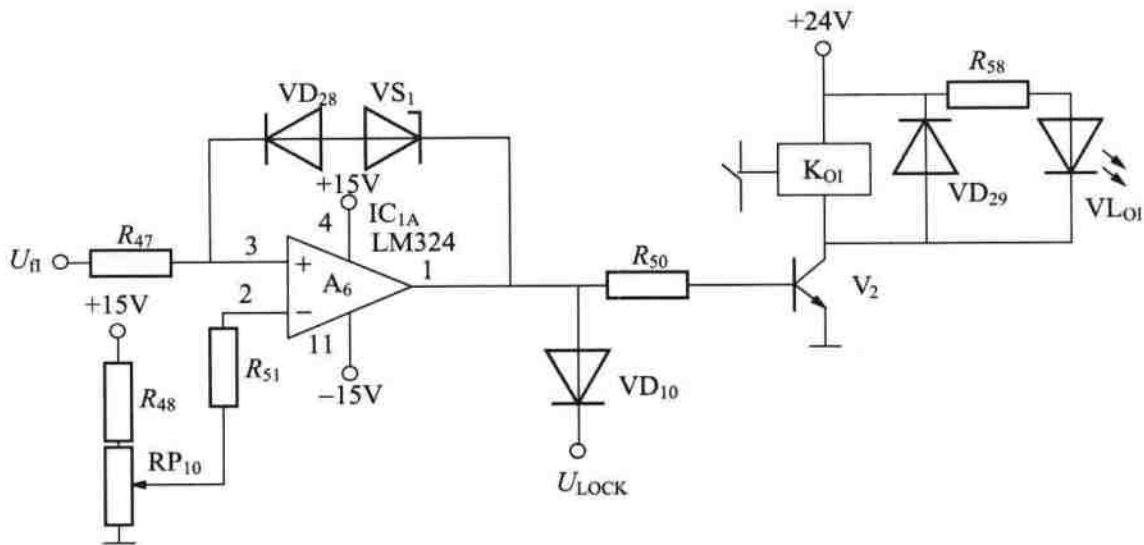 +24V
R58
VD28
VS1
+15V
4
IC1A
LM324
KOI
VD29
VLOI
Ufi
R47
3
+
A6
1
R50
V2
+15V
2
−
11
R51
−15V
VD10
R48
RP10
ULOCK